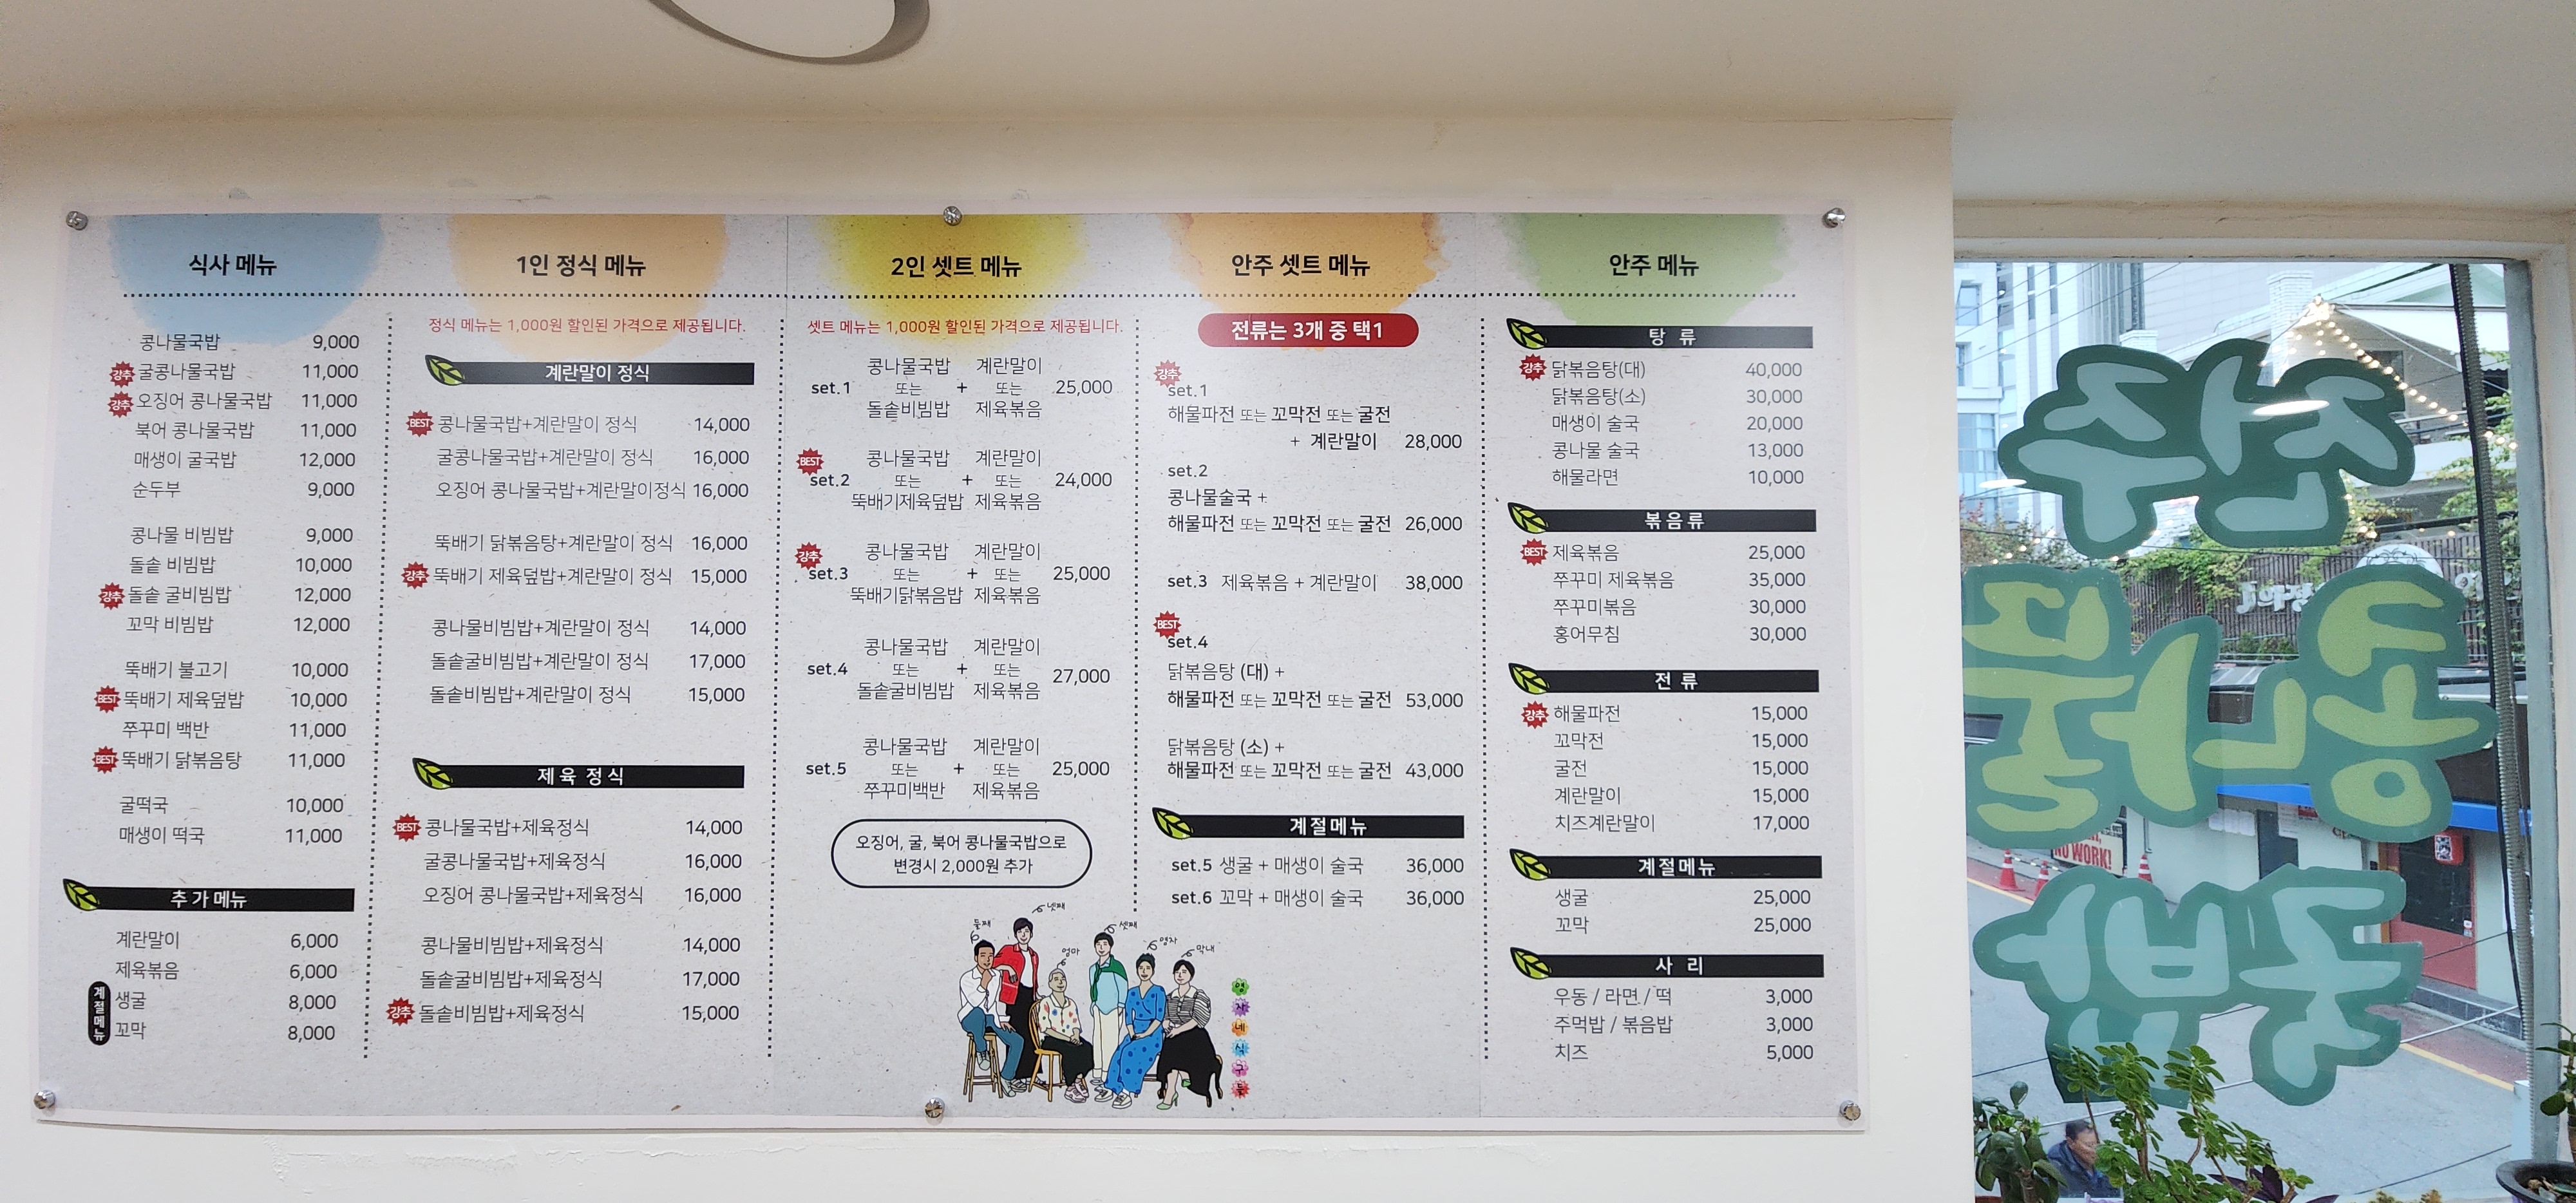 식사 메뉴
콩나물국밥 9,000
강추 굴콩나물국밥 11,000
강추 오징어 콩나물국밥 11,000
북어 콩나물국밥 11,000
매생이 굴국밥 12,000
순두부 9,000
콩나물 비빔밥 9,000
돌솥 비빔밥 10,000
강추 돌솥 굴비빔밥 12,000
꼬막 비빔밥 12,000
뚝배기 불고기 10,000
BEST 뚝배기 제육덮밥 10,000
쭈꾸미 백반 11,000
BEST 뚝배기 닭볶음탕 11,000
굴떡국 10,000
매생이 떡국 11,000
추가메뉴
계란말이 6,000
제육볶음 6,000
계절메뉴
생굴 8,000
꼬막 8,000
1인 정식 메뉴
정식 메뉴는 1,000원 할인된 가격으로 제공됩니다.
계란말이 정식
BEST 콩나물국밥+계란말이 정식 14,000
굴콩나물국밥+계란말이 정식 16,000
오징어 콩나물국밥+계란말이정식 16,000
뚝배기 닭볶음탕+계란말이 정식 16,000
강추 뚝배기 제육덮밥+계란말이 정식 15,000
콩나물비빔밥+계란말이 정식 14,000
돌솥굴비빔밥+계란말이 정식 17,000
돌솥비빔밥+계란말이 정식 15,000
제육 정식
BEST 콩나물국밥+제육정식 14,000
굴콩나물국밥+제육정식 16,000
오징어 콩나물국밥+제육정식 16,000
콩나물비빔밥+제육정식 14,000
돌솥굴비빔밥+제육정식 17,000
강추 돌솥비빔밥+제육정식 15,000
2인 셋트 메뉴
셋트 메뉴는 1,000원 할인된 가격으로 제공됩니다.
콩나물국밥 계란말이
set.1 또는 + 또는 25,000
돌솥비빔밥 제육볶음
BEST 콩나물국밥 계란말이
set.2 또는 + 또는 24,000
뚝배기제육덮밥 제육볶음
강추 콩나물국밥 계란말이
set.3 또는 + 또는 25,000
뚝배기닭볶음밥 제육볶음
콩나물국밥 계란말이
set.4 또는 + 또는 27,000
돌솥굴비빔밥 제육볶음
콩나물국밥 계란말이
set.5 또는 + 또는 25,000
쭈꾸미백반 제육볶음
오징어, 굴, 북어 콩나물국밥으로
변경시 2,000원 추가
둘째
넷째
엄마
셋째
영자
막내
영자네식구들
안주 셋트 메뉴
전류는 3개 중 택1
강추
set.1
해물파전 또는 꼬막전 또는 굴전
+ 계란말이 28,000
set.2
콩나물술국 +
해물파전 또는 꼬막전 또는 굴전 26,000
set.3 제육볶음 + 계란말이 38,000
BEST
set.4
닭볶음탕 (대) +
해물파전 또는 꼬막전 또는 굴전 53,000
닭볶음탕 (소) +
해물파전 또는 꼬막전 또는 굴전 43,000
계절메뉴
set.5 생굴 + 매생이 술국 36,000
set.6 꼬막 + 매생이 술국 36,000
안주 메뉴
탕 류
강추 닭볶음탕(대) 40,000
닭볶음탕(소) 30,000
매생이 술국 20,000
콩나물 술국 13,000
해물라면 10,000
볶음류
BEST 제육볶음 25,000
쭈꾸미 제육볶음 35,000
쭈꾸미볶음 30,000
홍어무침 30,000
전 류
강추 해물파전 15,000
꼬막전 15,000
굴전 15,000
계란말이 15,000
치즈계란말이 17,000
계절메뉴
생굴 25,000
꼬막 25,000
사 리
우동 / 라면 / 떡 3,000
주먹밥 / 볶음밥 3,000
치즈 5,000
전주
콩나물
국밥
NO WORK!